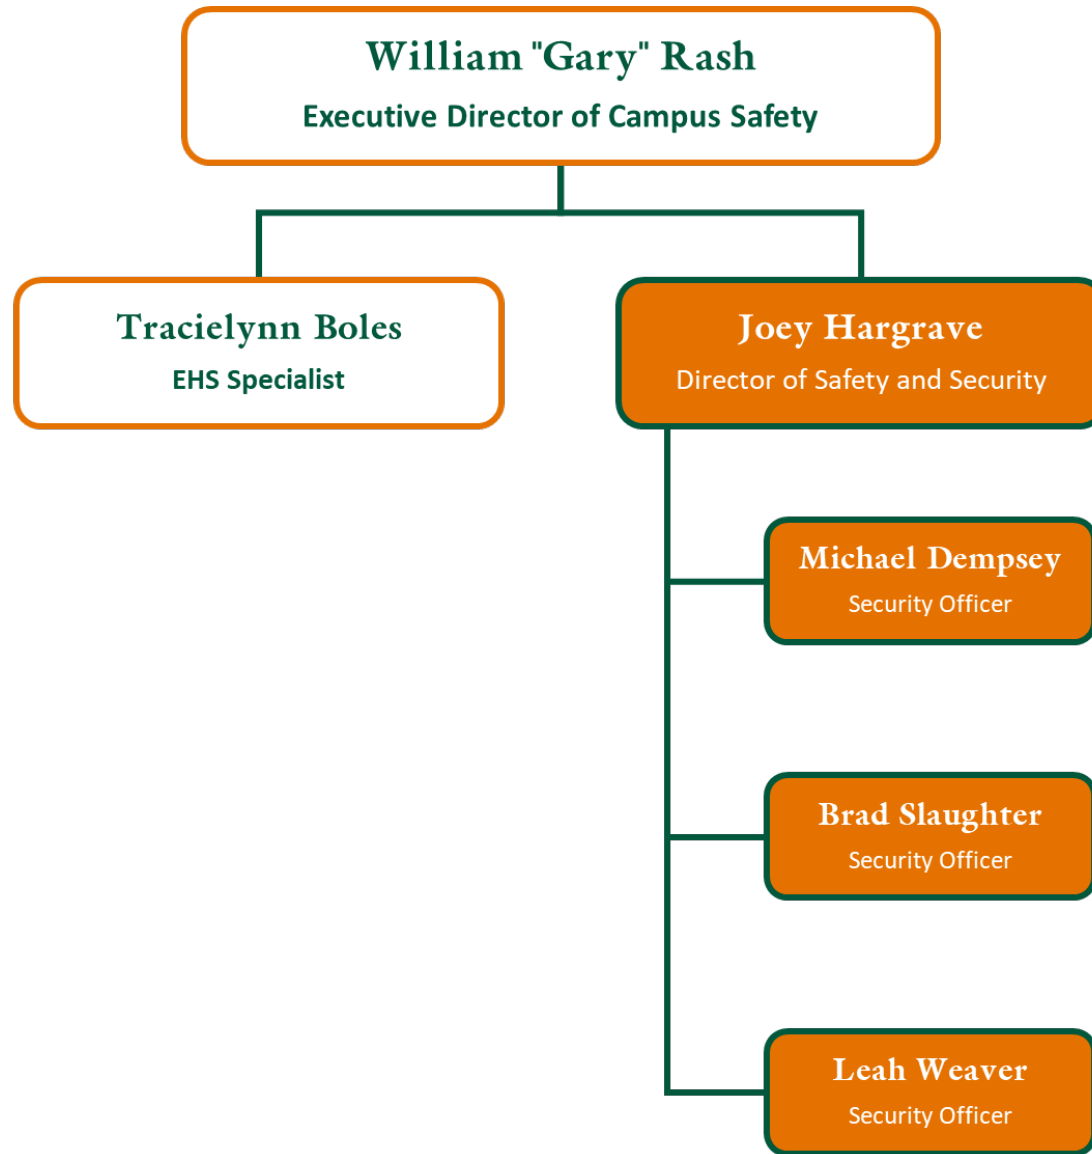 William "Gary" Rash
Executive Director of Campus Safety
Tracielynn Boles
EHS Specialist
Joey Hargrave
Director of Safety and Security
Michael Dempsey
Security Officer
Brad Slaughter
Security Officer
Leah Weaver
Security Officer